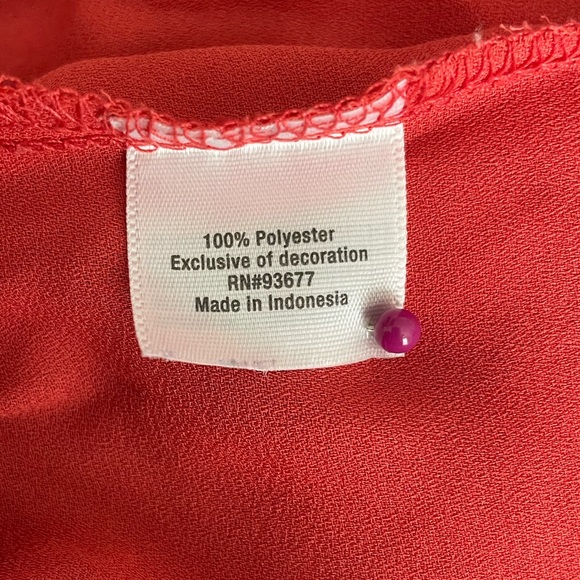 100% Polyester
Exclusive of decoration
RN#93677
Made in Indonesia